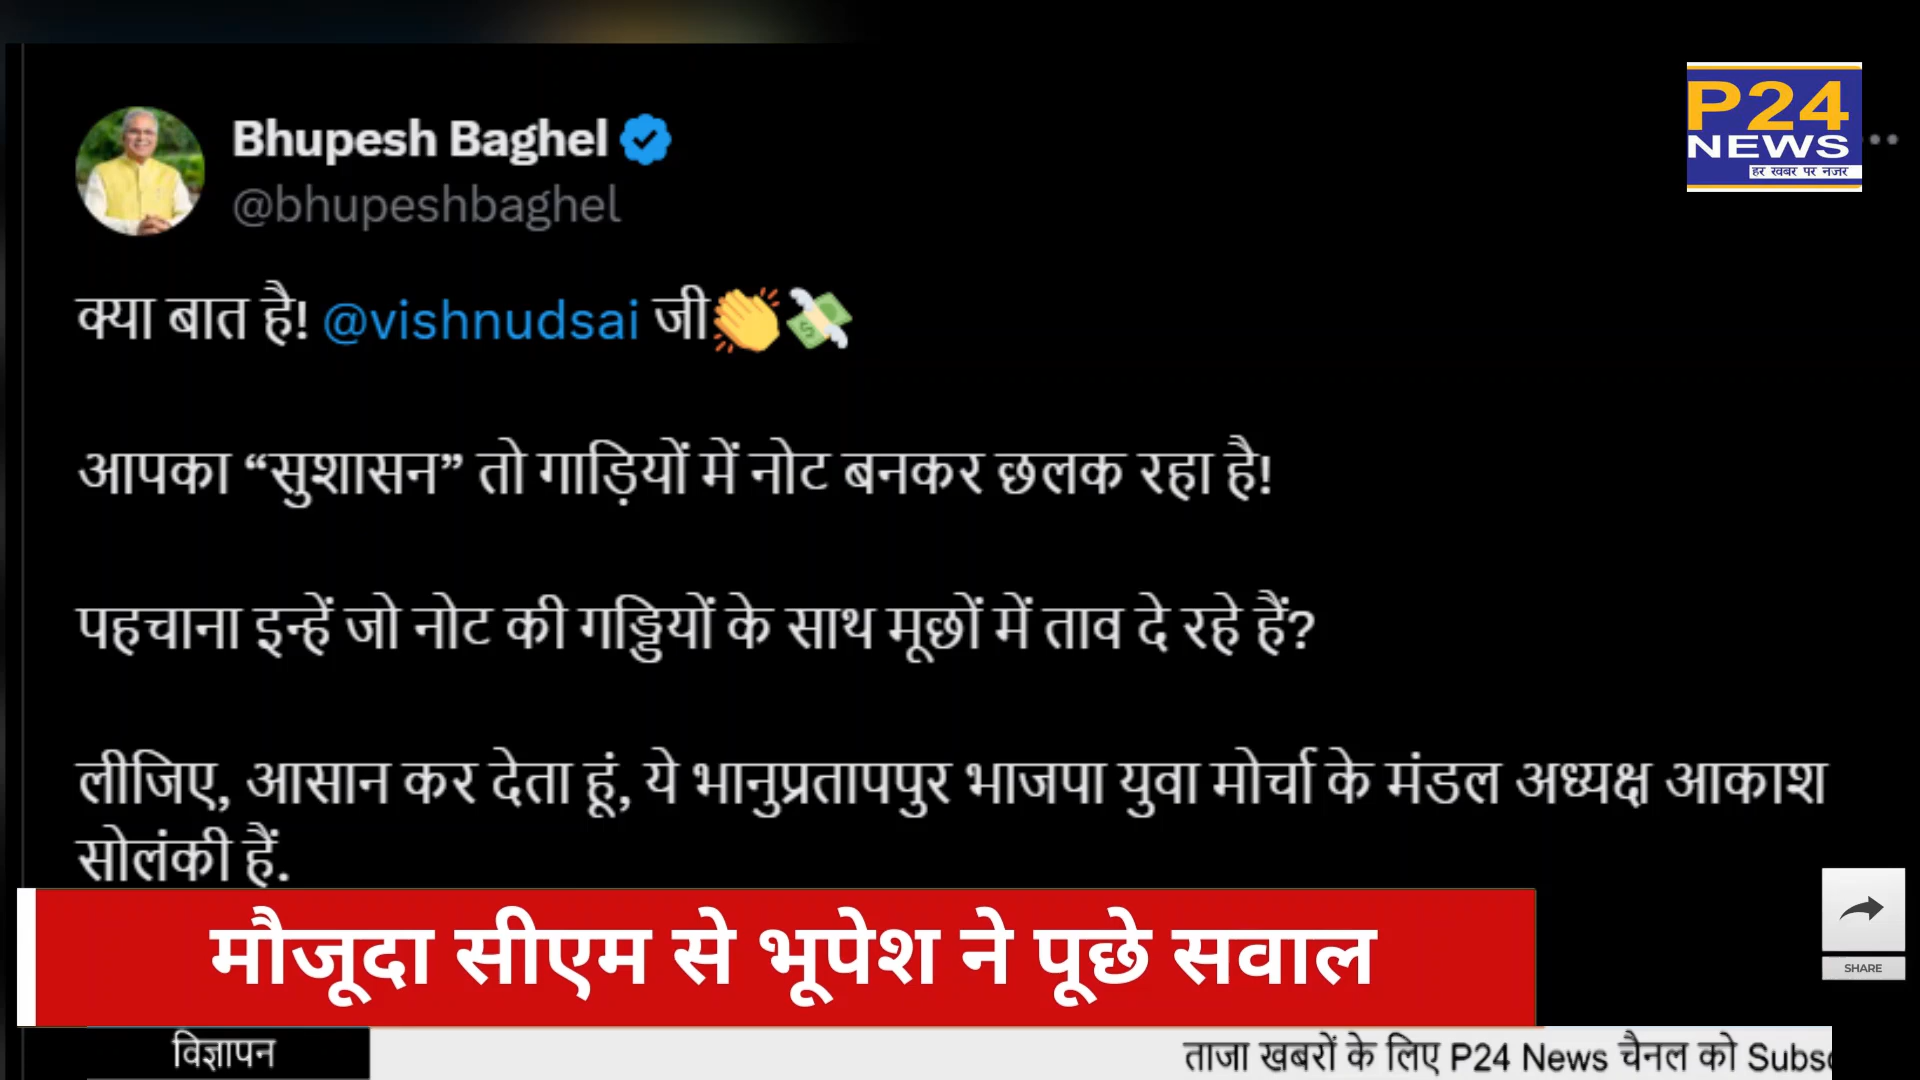 P24
NEWS
हर खबर पर नजर
Bhupesh Baghel
@bhupeshbaghel
क्या बात है! @vishnudsai जी👏💸
आपका “सुशासन” तो गाड़ियों में नोट बनकर छलक रहा है!
पहचाना इन्हें जो नोट की गड्डियों के साथ मूछों में ताव दे रहे हैं?
लीजिए, आसान कर देता हूं, ये भानुप्रतापपुर भाजपा युवा मोर्चा के मंडल अध्यक्ष आकाश
सोलंकी हैं.
मौजूदा सीएम से भूपेश ने पूछे सवाल
SHARE
विज्ञापन
ताजा खबरों के लिए P24 News चैनल को